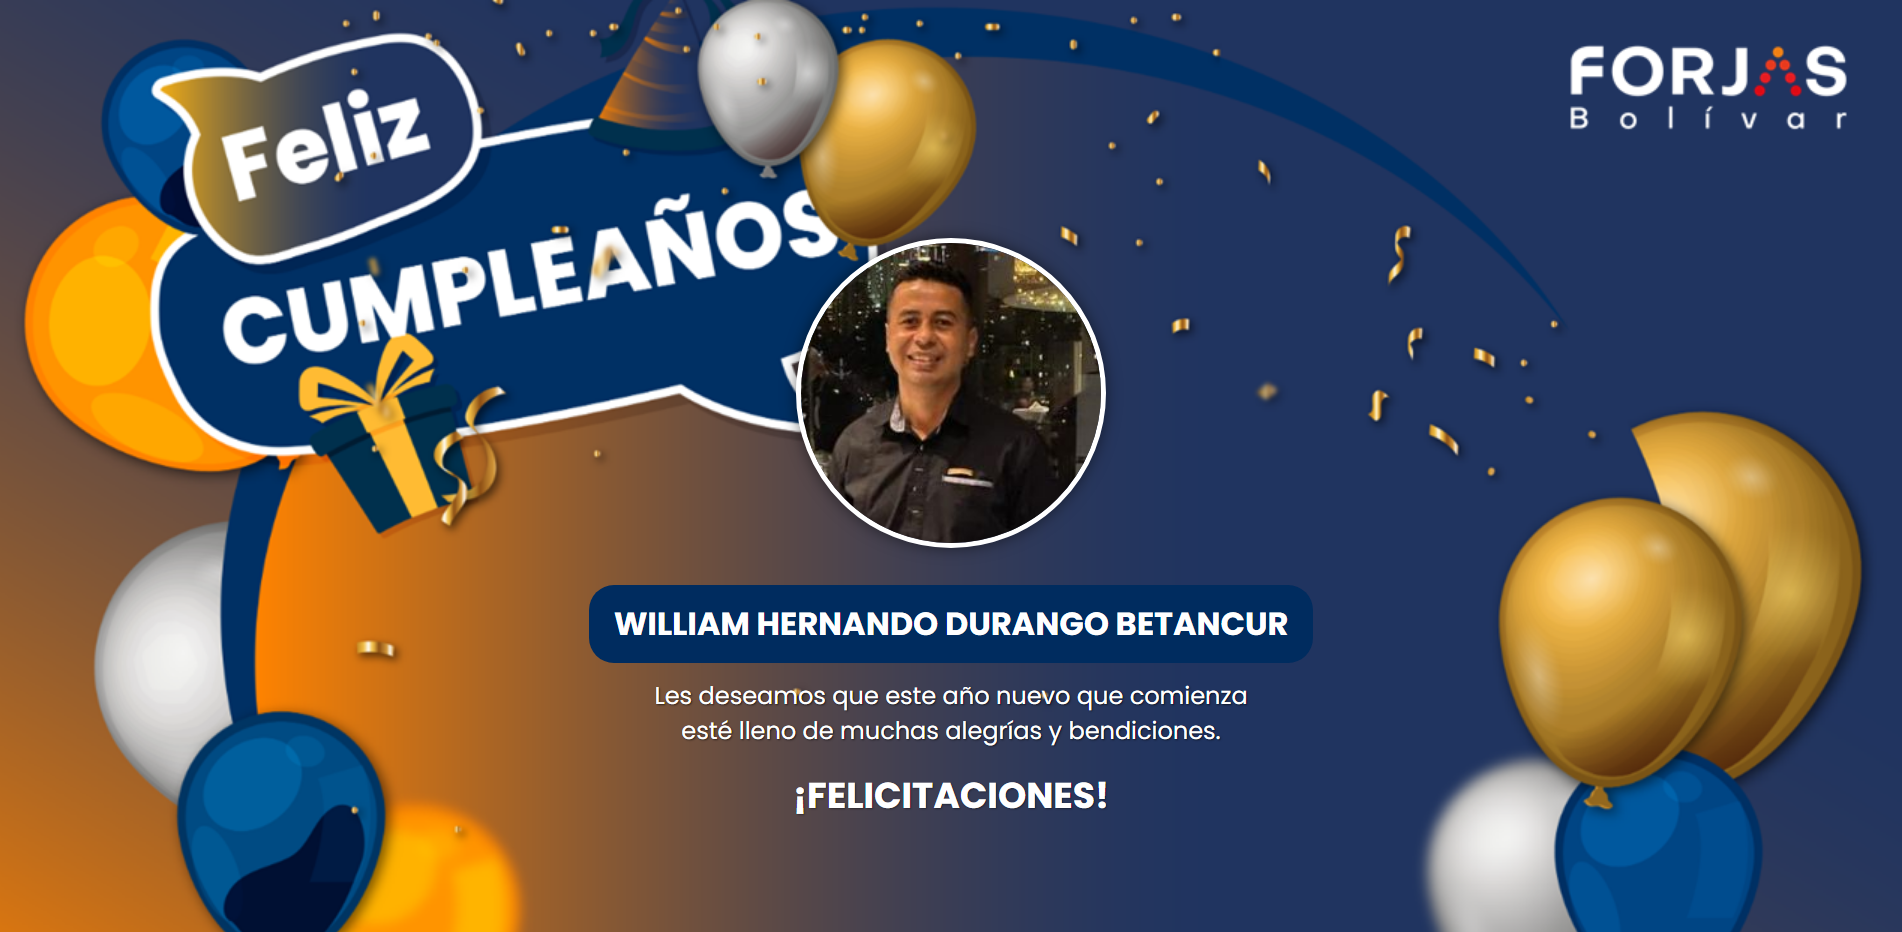 Feliz
CUMPLEAÑOS
FORJAS
Bolívar
WILLIAM HERNANDO DURANGO BETANCUR
Les deseamos que este año nuevo que comienza
esté lleno de muchas alegrías y bendiciones.
¡FELICITACIONES!